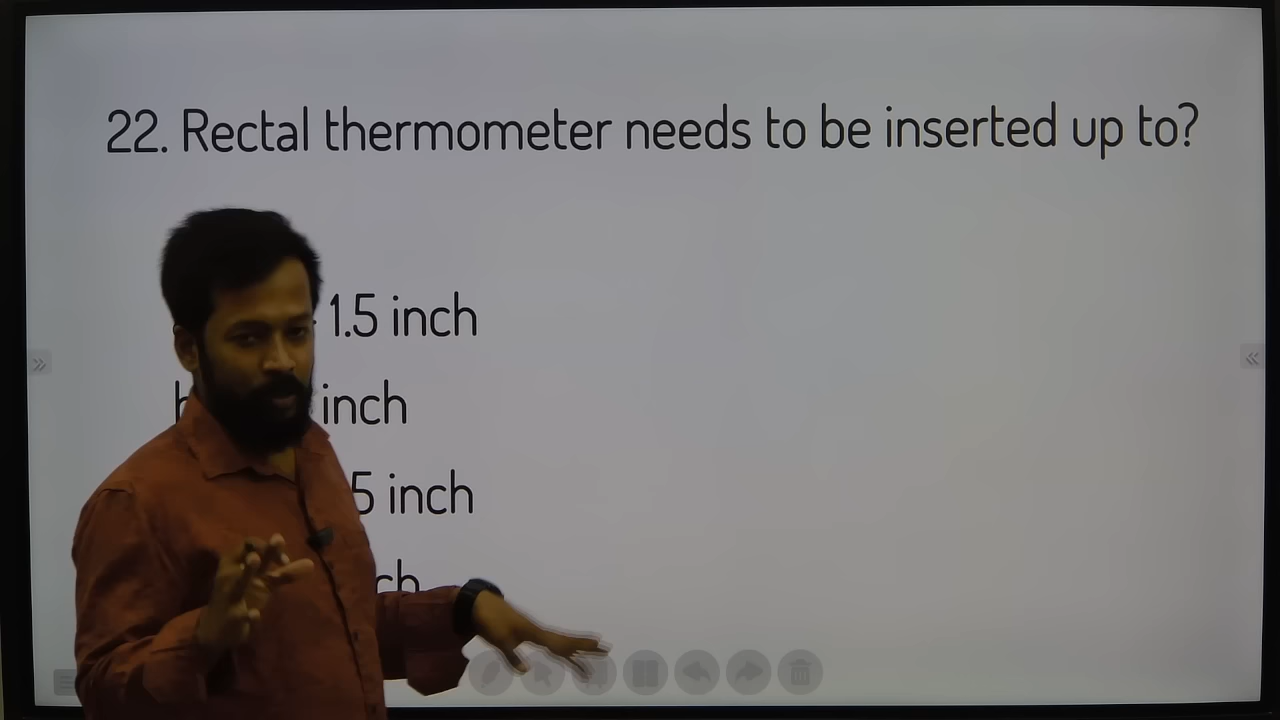 22. Rectal thermometer needs to be inserted up to?
1.5 inch
inch
5 inch